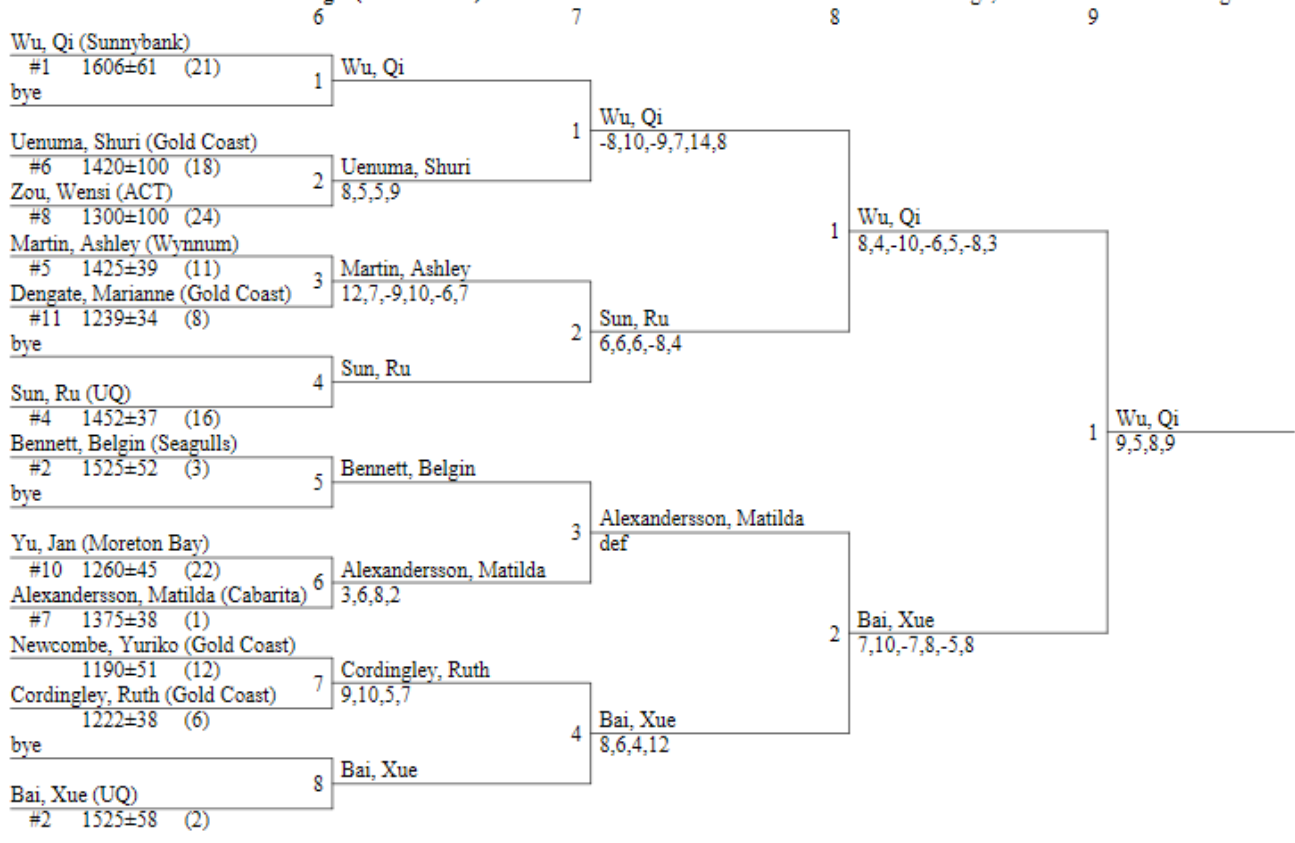 6 7 8 9
Wu, Qi (Sunnybank)
#1 1606±61 (21)
bye
1 Wu, Qi
Uenuma, Shuri (Gold Coast)
#6 1420±100 (18)
Zou, Wensi (ACT)
#8 1300±100 (24)
2 Uenuma, Shuri
8,5,5,9
1 Wu, Qi
-8,10,-9,7,14,8
Martin, Ashley (Wynnum)
#5 1425±39 (11)
Dengate, Marianne (Gold Coast)
#11 1239±34 (8)
3 Martin, Ashley
12,7,-9,10,-6,7
bye
Sun, Ru (UQ)
#4 1452±37 (16)
4 Sun, Ru
2 Sun, Ru
6,6,6,-8,4
1 Wu, Qi
8,4,-10,-6,5,-8,3
Bennett, Belgin (Seagulls)
#2 1525±52 (3)
bye
5 Bennett, Belgin
Yu, Jan (Moreton Bay)
#10 1260±45 (22)
Alexandersson, Matilda (Cabarita)
#7 1375±38 (1)
6 Alexandersson, Matilda
3,6,8,2
3 Alexandersson, Matilda
def
Newcombe, Yuriko (Gold Coast)
1190±51 (12)
Cordingley, Ruth (Gold Coast)
1222±38 (6)
7 Cordingley, Ruth
9,10,5,7
bye
Bai, Xue (UQ)
#2 1525±58 (2)
8 Bai, Xue
4 Bai, Xue
8,6,4,12
2 Bai, Xue
7,10,-7,8,-5,8
1 Wu, Qi
9,5,8,9